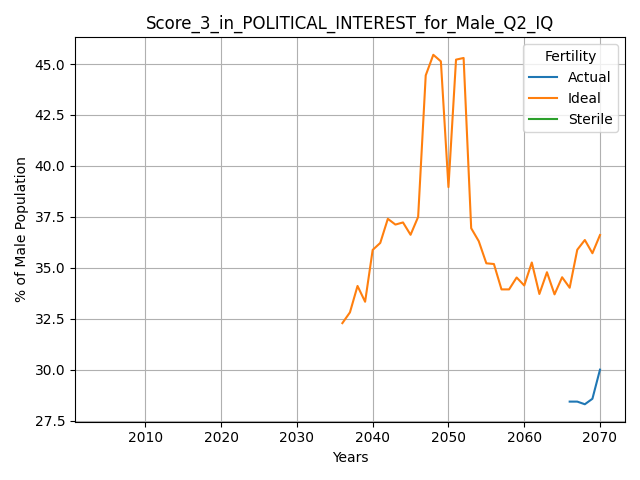 Score_3_in_POLITICAL_INTEREST_for_Male_Q2_IQ
Fertility
Actual
Ideal
Sterile
% of Male Population
45.0
42.5
40.0
37.5
35.0
32.5
30.0
27.5
2010 2020 2030 2040 2050 2060 2070
Years